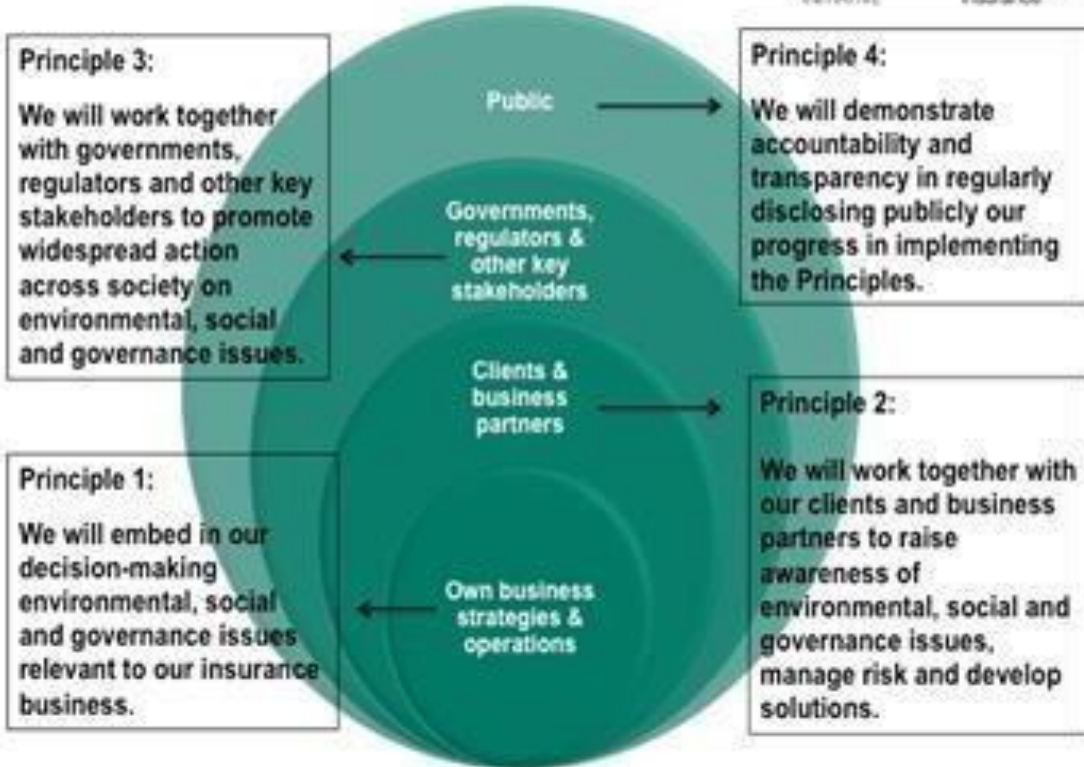 Insurance
Principle 3:
We will work together
with governments,
regulators and other key
stakeholders to promote
widespread action
across society on
environmental, social
and governance issues.
Public
Principle 4:
We will demonstrate
accountability and
transparency in regularly
disclosing publicly our
progress in implementing
the Principles.
Governments,
regulators &
other key
stakeholders
Clients &
business
partners
Principle 2:
We will work together with
our clients and business
partners to raise
awareness of
environmental, social and
governance issues,
manage risk and develop
solutions.
Principle 1:
We will embed in our
decision-making
environmental, social
and governance issues
relevant to our insurance
business.
Own business
strategies &
operations